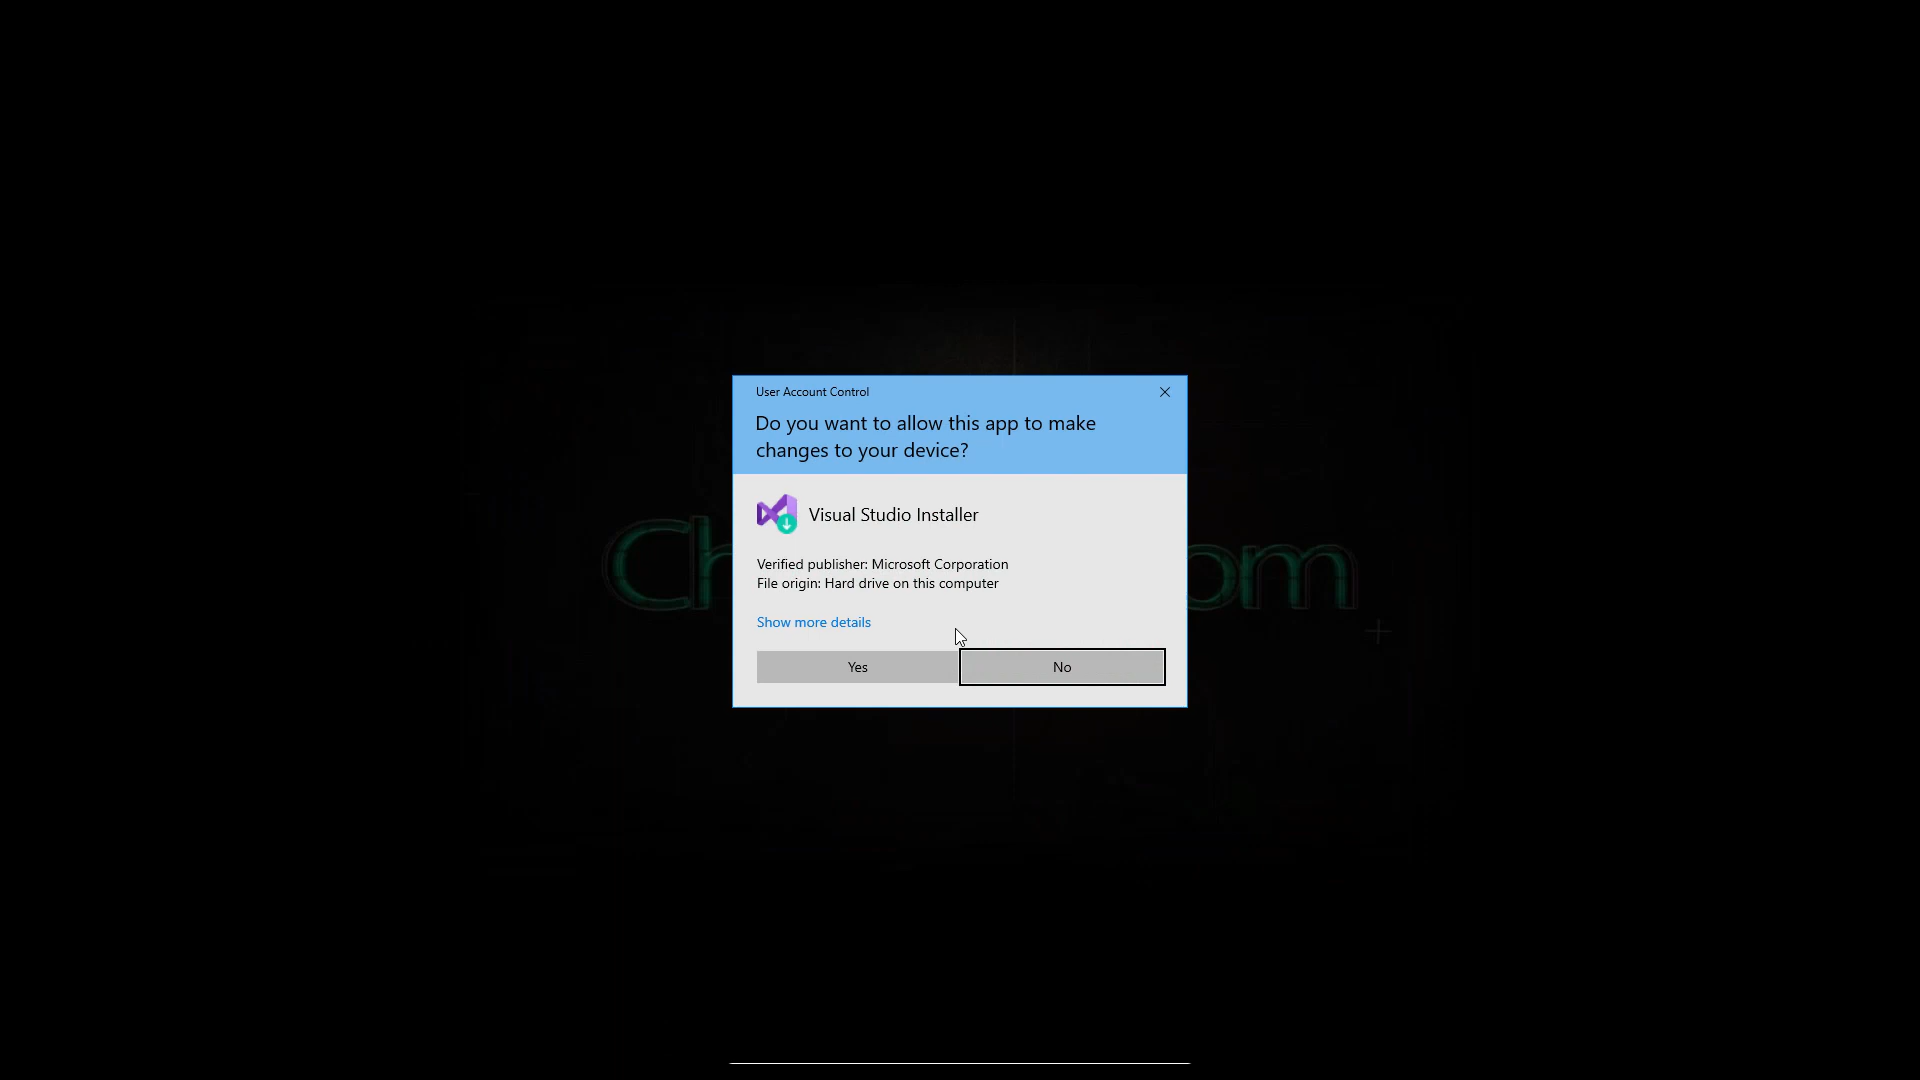 User Account Control
Do you want to allow this app to make
changes to your device?
Visual Studio Installer
Verified publisher: Microsoft Corporation
File origin: Hard drive on this computer
Show more details
Yes
No